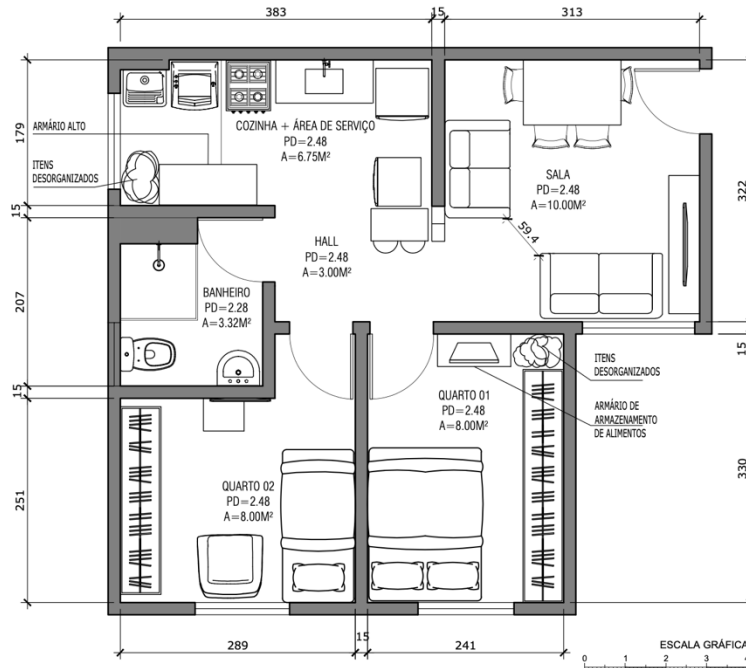 383
15
313
179
ARMÁRIO ALTO
COZINHA + ÁREA DE SERVIÇO
PD=2.48
A=6.75M²
ITENS
DESORGANIZADOS
SALA
PD=2.48
A=10.00M²
322
15
59.4
HALL
PD=2.48
A=3.00M²
207
BANHEIRO
PD=2.28
A=3.32M²
15
15
ITENS
DESORGANIZADOS
QUARTO 01
PD=2.48
A=8.00M²
ARMÁRIO DE
ARMAZENAMENTO
DE ALIMENTOS
330
251
QUARTO 02
PD=2.48
A=8.00M²
289
15
241
ESCALA GRÁFICA
0 1 2 3